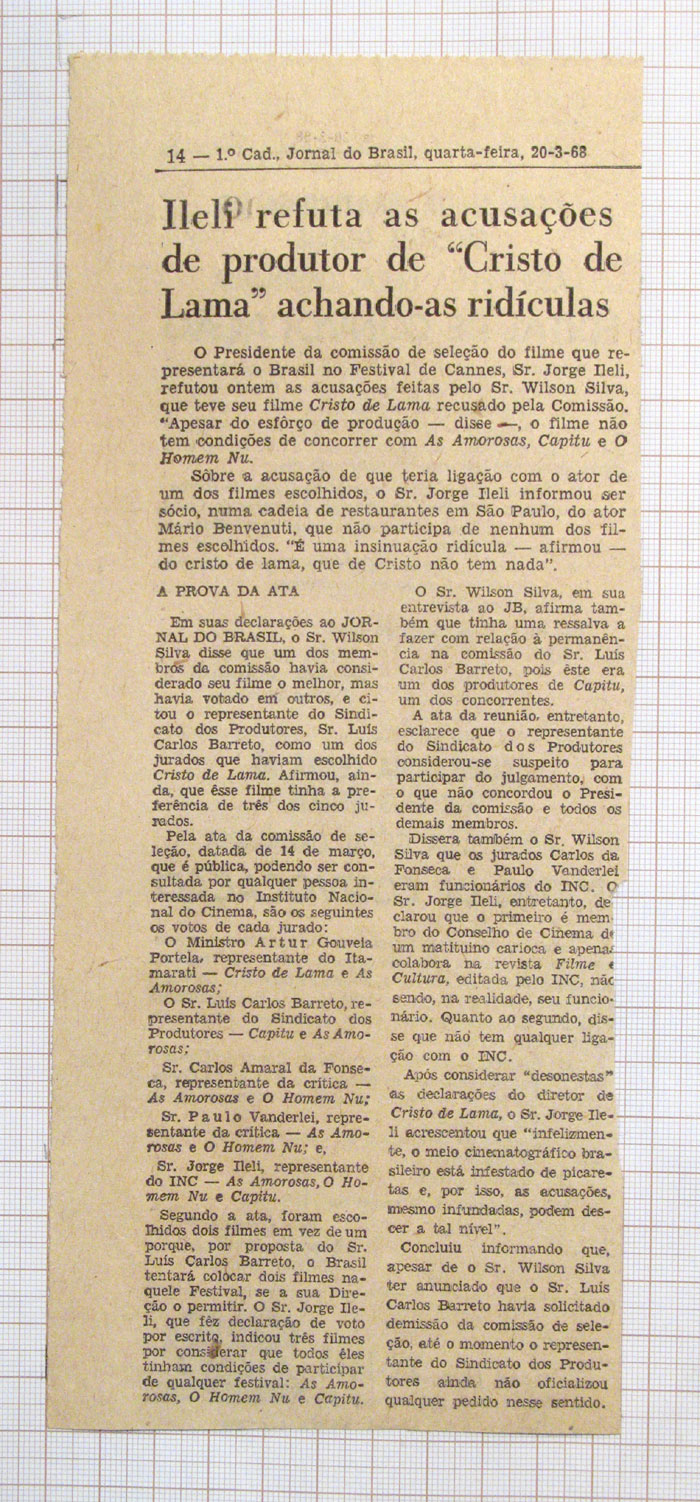 14 — 1.º Cad., Jornal do Brasil, quarta-feira, 20-3-68
Ileli refuta as acusações
de produtor de “Cristo de
Lama” achando-as ridículas
O Presidente da comissão de seleção do filme que re-
presentará o Brasil no Festival de Cannes, Sr. Jorge Ileli,
refutou ontem as acusações feitas pelo Sr. Wilson Silva,
que teve seu filme Cristo de Lama recusado pela Comissão.
“Apesar do esfôrço de produção — disse —, o filme não
tem condições de concorrer com As Amorosas, Capitu e O
Homem Nu.
Sôbre a acusação de que teria ligação com o ator de
um dos filmes escolhidos, o Sr. Jorge Ileli informou ser
sócio, numa cadeia de restaurantes em São Paulo, do ator
Mário Benvenuti, que não participa de nenhum dos fil-
mes escolhidos. “É uma insinuação ridícula — afirmou —
do cristo de lama, que de Cristo não tem nada”.
A PROVA DA ATA
Em suas declarações ao JOR-
NAL DO BRASIL, o Sr. Wilson
Silva disse que um dos mem-
bros da comissão havia consi-
derado seu filme o melhor, mas
havia votado em outros, e ci-
tou o representante do Sindi-
cato dos Produtores, Sr. Luís
Carlos Barreto, como um dos
jurados que haviam escolhido
Cristo de Lama. Afirmou, ain-
da, que êsse filme tinha a pre-
ferência de três dos cinco ju-
rados.
Pela ata da comissão de se-
leção, datada de 14 de março,
que é pública, podendo ser con-
sultada por qualquer pessoa in-
teressada no Instituto Nacio-
nal do Cinema, são os seguintes
os votos de cada jurado:
O Ministro Artur Gouveia
Portela, representante do Ita-
marati — Cristo de Lama e As
Amorosas;
O Sr. Luís Carlos Barreto, re-
presentante do Sindicato dos
Produtores — Capitu e As Amo-
rosas;
Sr. Carlos Amaral da Fonse-
ca, representante da crítica —
As Amorosas e O Homem Nu;
Sr. Paulo Vanderlei, repre-
sentante da crítica — As Amo-
rosas e O Homem Nu; e,
Sr. Jorge Ileli, representante
do INC — As Amorosas, O Ho-
mem Nu e Capitu.
Segundo a ata, foram esco-
lhidos dois filmes em vez de um
porque, por proposta do Sr.
Luís Carlos Barreto, o Brasil
tentará colocar dois filmes na-
quele Festival, se a sua Dire-
ção o permitir. O Sr. Jorge Ile-
li, que fêz declaração de voto
por escrito, indicou três filmes
por considerar que todos êles
tinham condições de participar
de qualquer festival: As Amo-
rosas, O Homem Nu e Capitu.
O Sr. Wilson Silva, em sua
entrevista ao JB, afirma tam-
bém que tinha uma ressalva a
fazer com relação à permanên-
cia na comissão do Sr. Luís
Carlos Barreto, pois êste era
um dos produtores de Capitu,
um dos concorrentes.
A ata da reunião, entretanto,
esclarece que o representante
do Sindicato dos Produtores
considerou-se suspeito para
participar do julgamento, com
o que não concordou o Presi-
dente da comissão e todos os
demais membros.
Dissera também o Sr. Wilson
Silva que os jurados Carlos da
Fonseca e Paulo Vanderlei
eram funcionários do INC. O
Sr. Jorge Ileli, entretanto, de
clarou que o primeiro é mem
bro do Conselho de Cinema de
um matituino carioca e apenas
colabora na revista Filme e
Cultura, editada pelo INC, não
sendo, na realidade, seu funcio-
nário. Quanto ao segundo, dis-
se que não tem qualquer liga-
ção com o INC.
Após considerar “desonestas”
as declarações do diretor de
Cristo de Lama, o Sr. Jorge Ile-
li acrescentou que “infelizmen-
te, o meio cinematográfico bra-
sileiro está infestado de picare-
tas e, por isso, as acusações,
mesmo infundadas, podem des-
cer a tal nível”.
Concluiu informando que,
apesar de o Sr. Wilson Silva
ter anunciado que o Sr. Luís
Carlos Barreto havia solicitado
demissão da comissão de sele-
ção, até o momento o represen-
tante do Sindicato dos Produ-
tores ainda não oficializou
qualquer pedido nesse sentido.